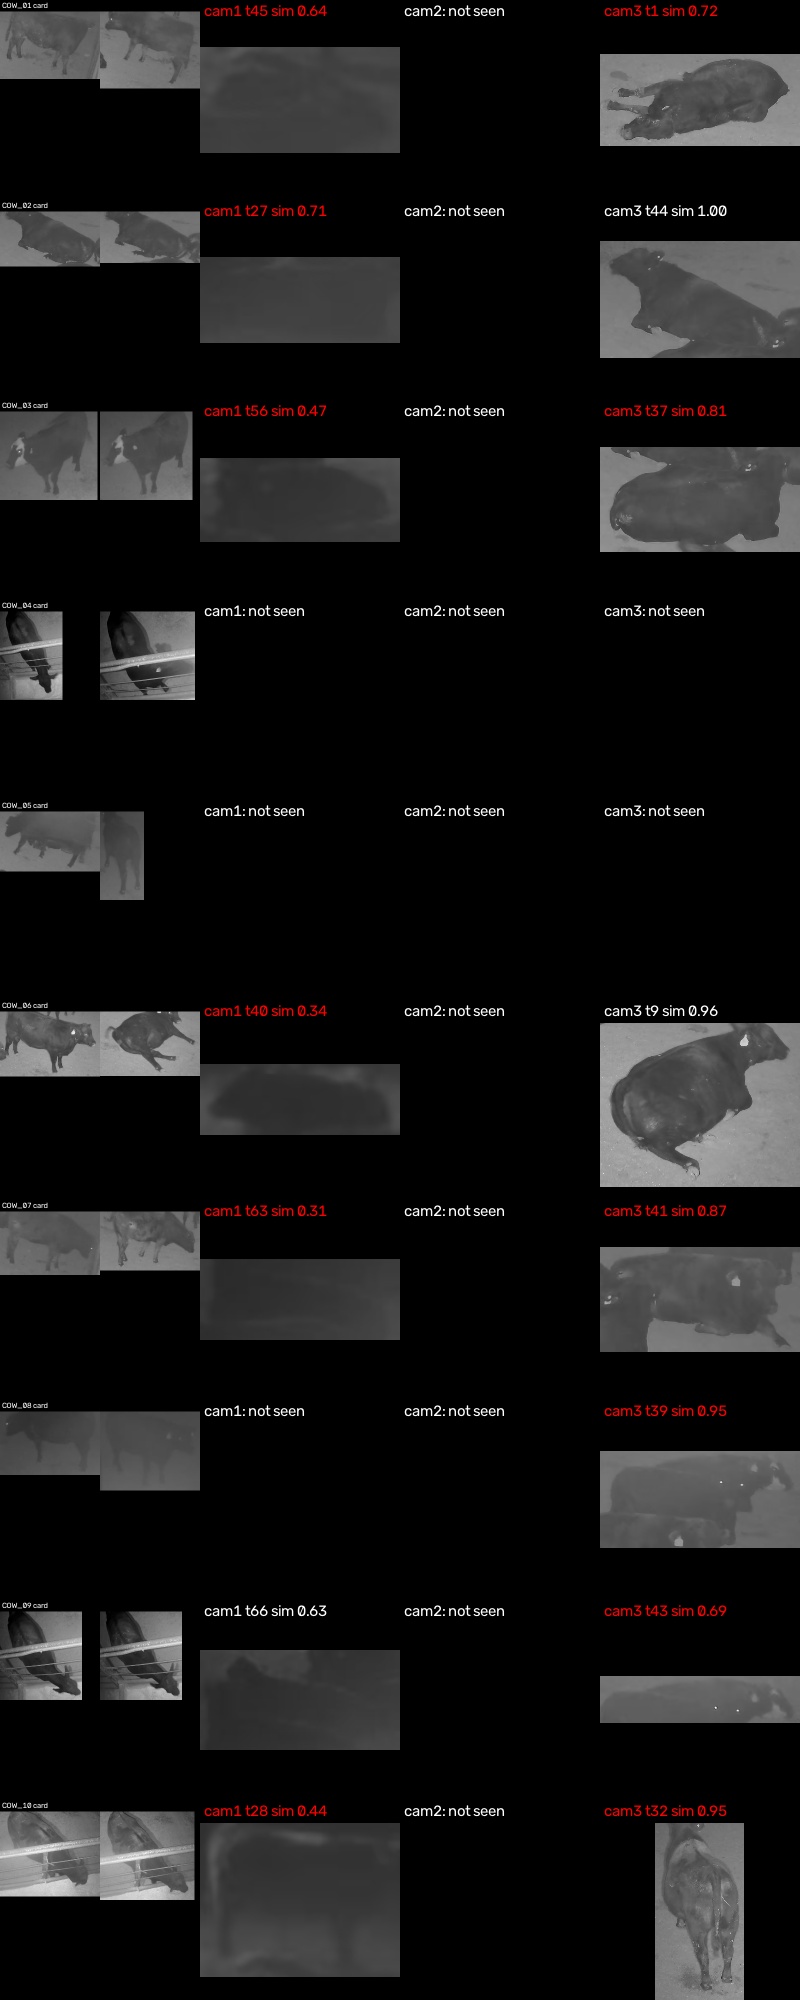 COW_01 card
cam1 t45 sim 0.64
cam2: not seen
cam3 t1 sim 0.72
COW_02 card
cam1 t27 sim 0.71
cam2: not seen
cam3 t44 sim 1.00
COW_03 card
cam1 t56 sim 0.47
cam2: not seen
cam3 t37 sim 0.81
COW_04 card
cam1: not seen
cam2: not seen
cam3: not seen
COW_05 card
cam1: not seen
cam2: not seen
cam3: not seen
COW_06 card
cam1 t40 sim 0.34
cam2: not seen
cam3 t9 sim 0.96
COW_07 card
cam1 t63 sim 0.31
cam2: not seen
cam3 t41 sim 0.87
COW_08 card
cam1: not seen
cam2: not seen
cam3 t39 sim 0.95
COW_09 card
cam1 t66 sim 0.63
cam2: not seen
cam3 t43 sim 0.69
COW_10 card
cam1 t28 sim 0.44
cam2: not seen
cam3 t32 sim 0.95